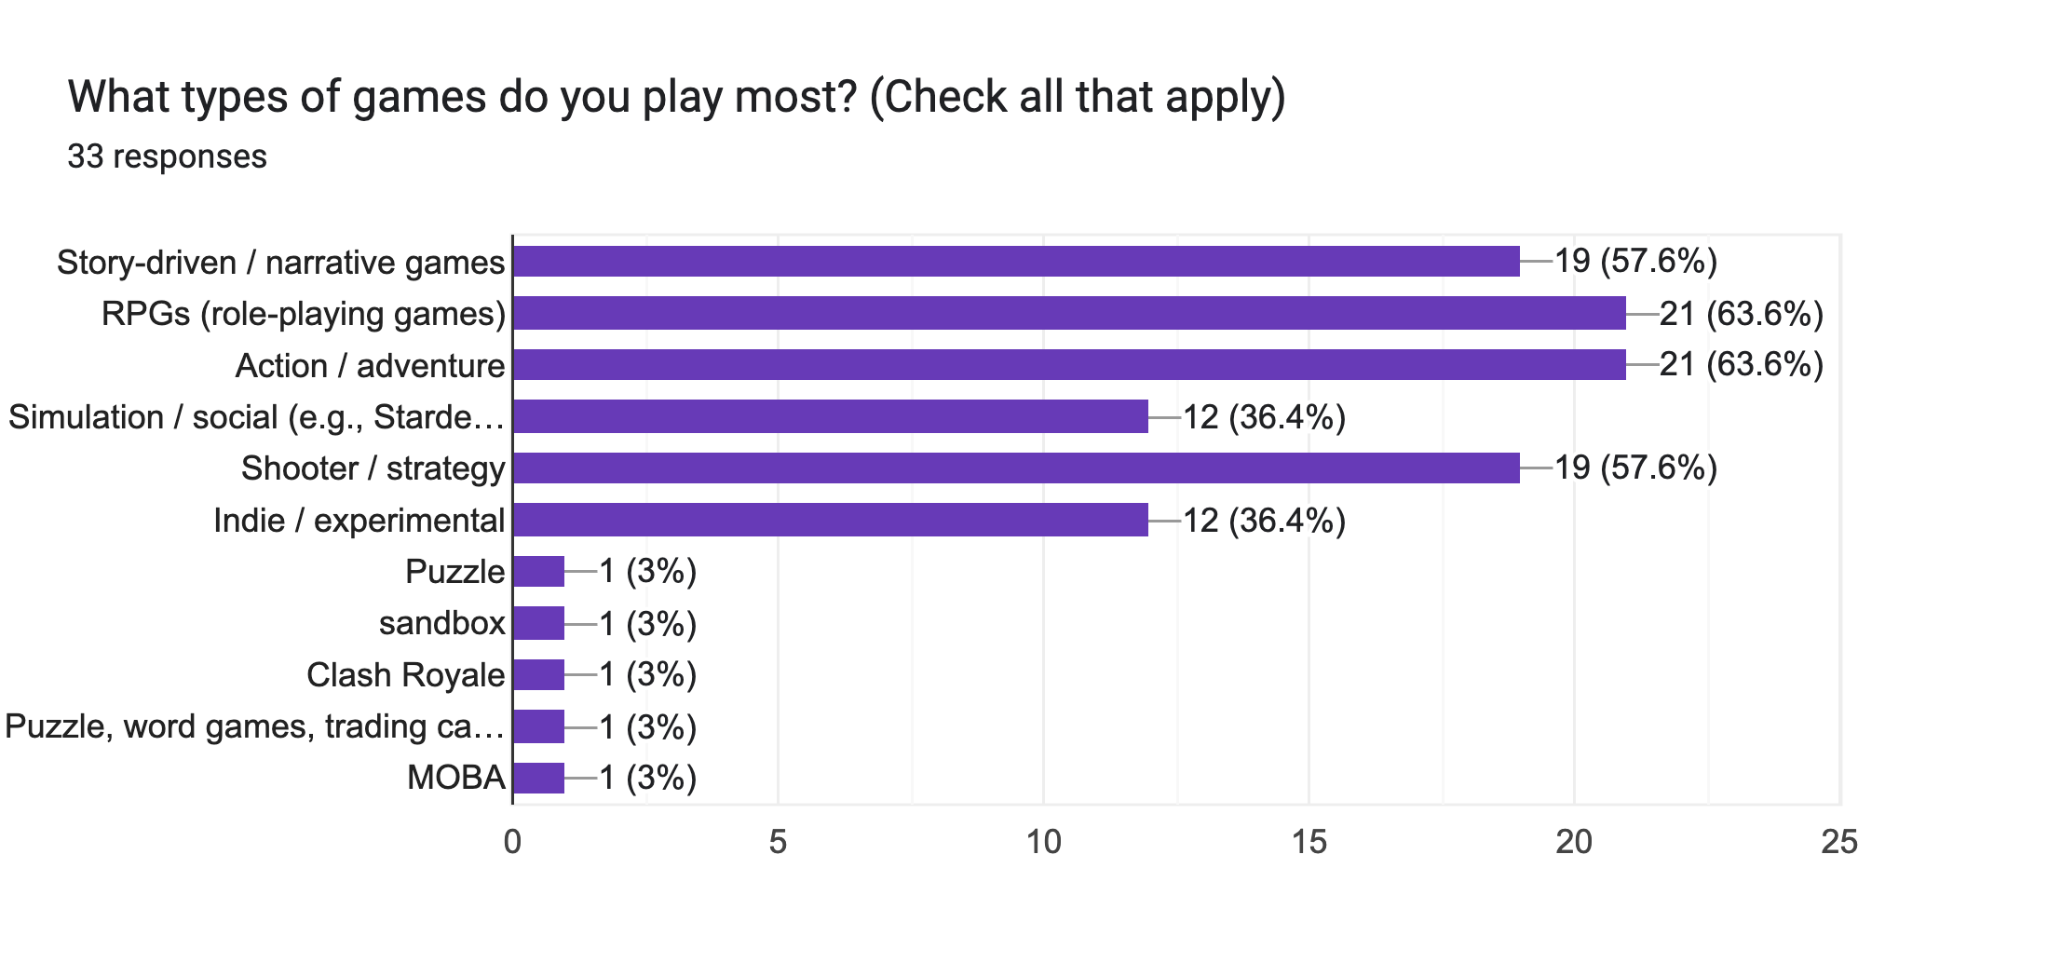 What types of games do you play most? (Check all that apply)
33 responses
Story-driven / narrative games 19 (57.6%)
RPGs (role-playing games) 21 (63.6%)
Action / adventure 21 (63.6%)
Simulation / social (e.g., Starde... 12 (36.4%)
Shooter / strategy 19 (57.6%)
Indie / experimental 12 (36.4%)
Puzzle 1 (3%)
sandbox 1 (3%)
Clash Royale 1 (3%)
Puzzle, word games, trading ca... 1 (3%)
MOBA 1 (3%)
0 5 10 15 20 25